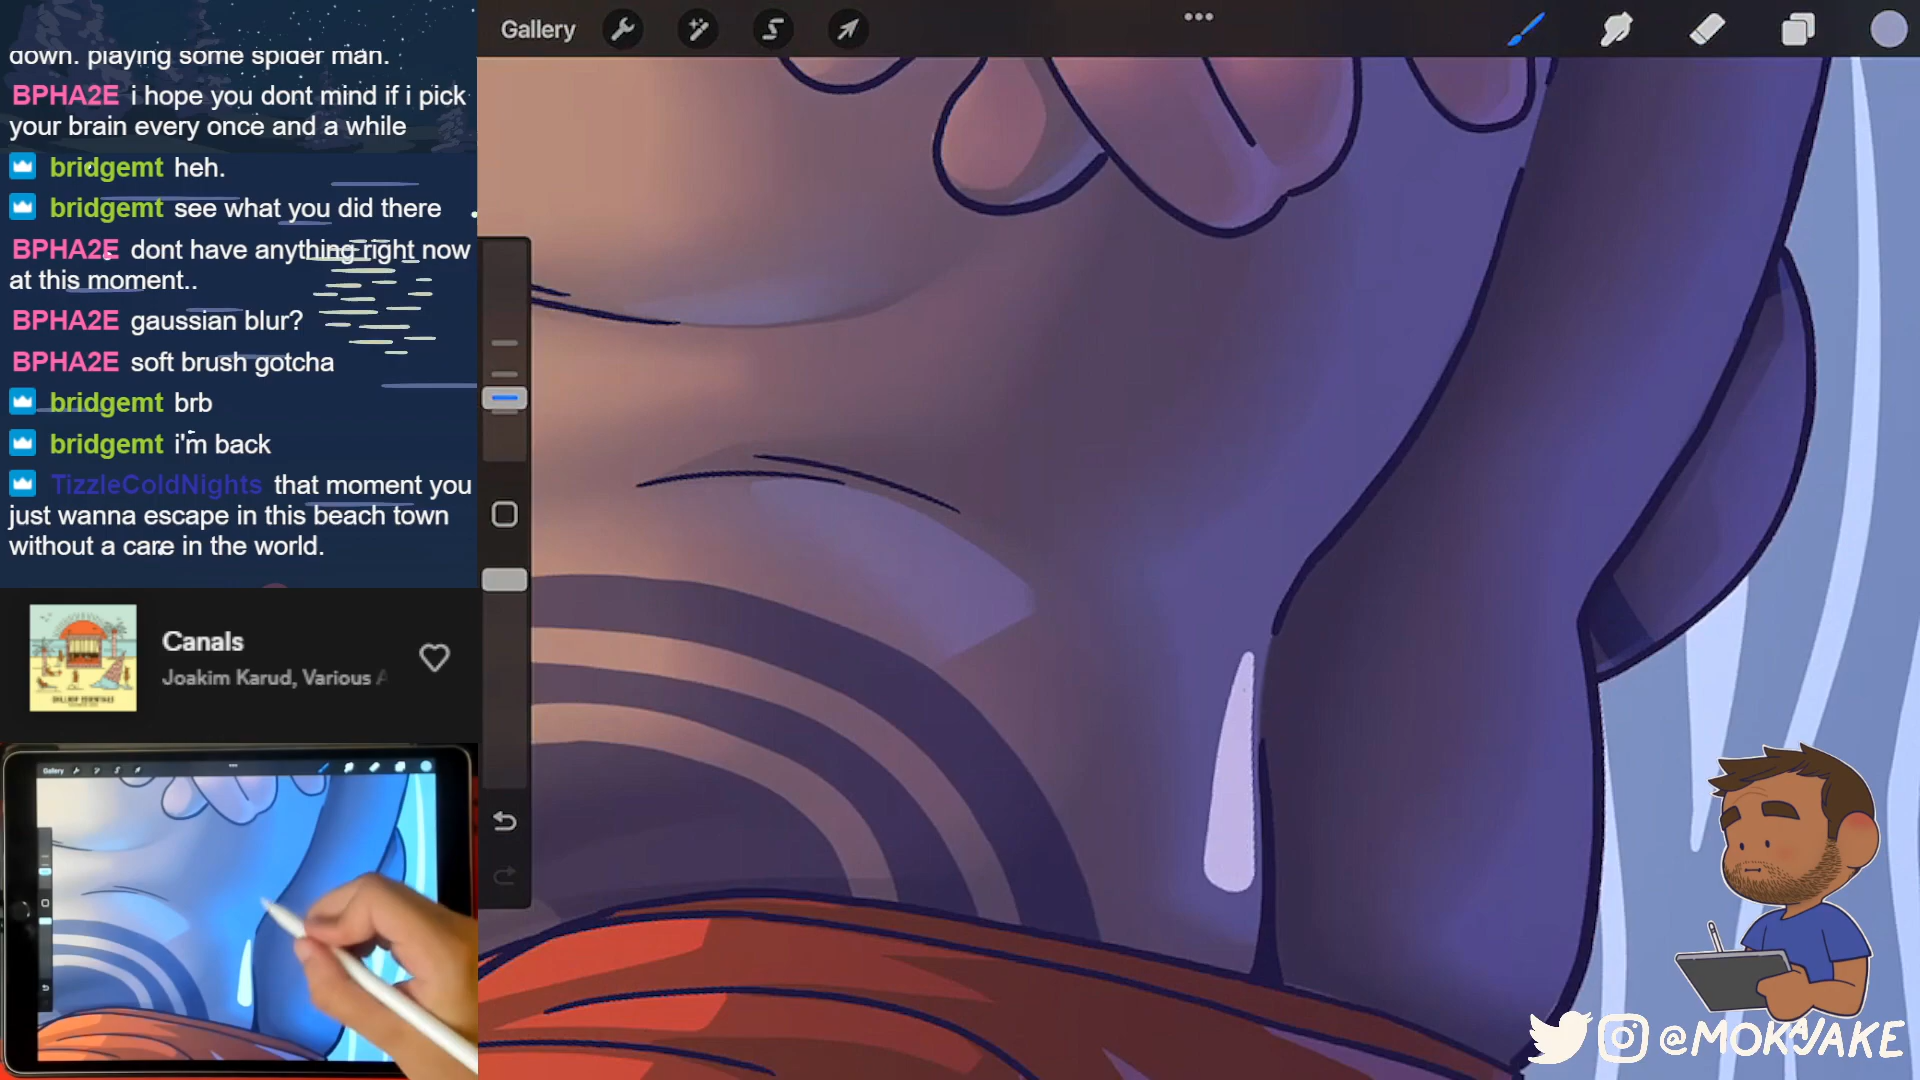 down. playing some spider man.
BPHA2E i hope you dont mind if i pick
your brain every once and a while
bridgemt heh.
bridgemt see what you did there
BPHA2E dont have anything right now
at this moment..
BPHA2E gaussian blur?
BPHA2E soft brush gotcha
bridgemt brb
bridgemt i'm back
TizzleColdNights that moment you
just wanna escape in this beach town
without a care in the world.
Canals
Joakim Karud, Various A
Gallery
Gallery
@MOKAJAKE